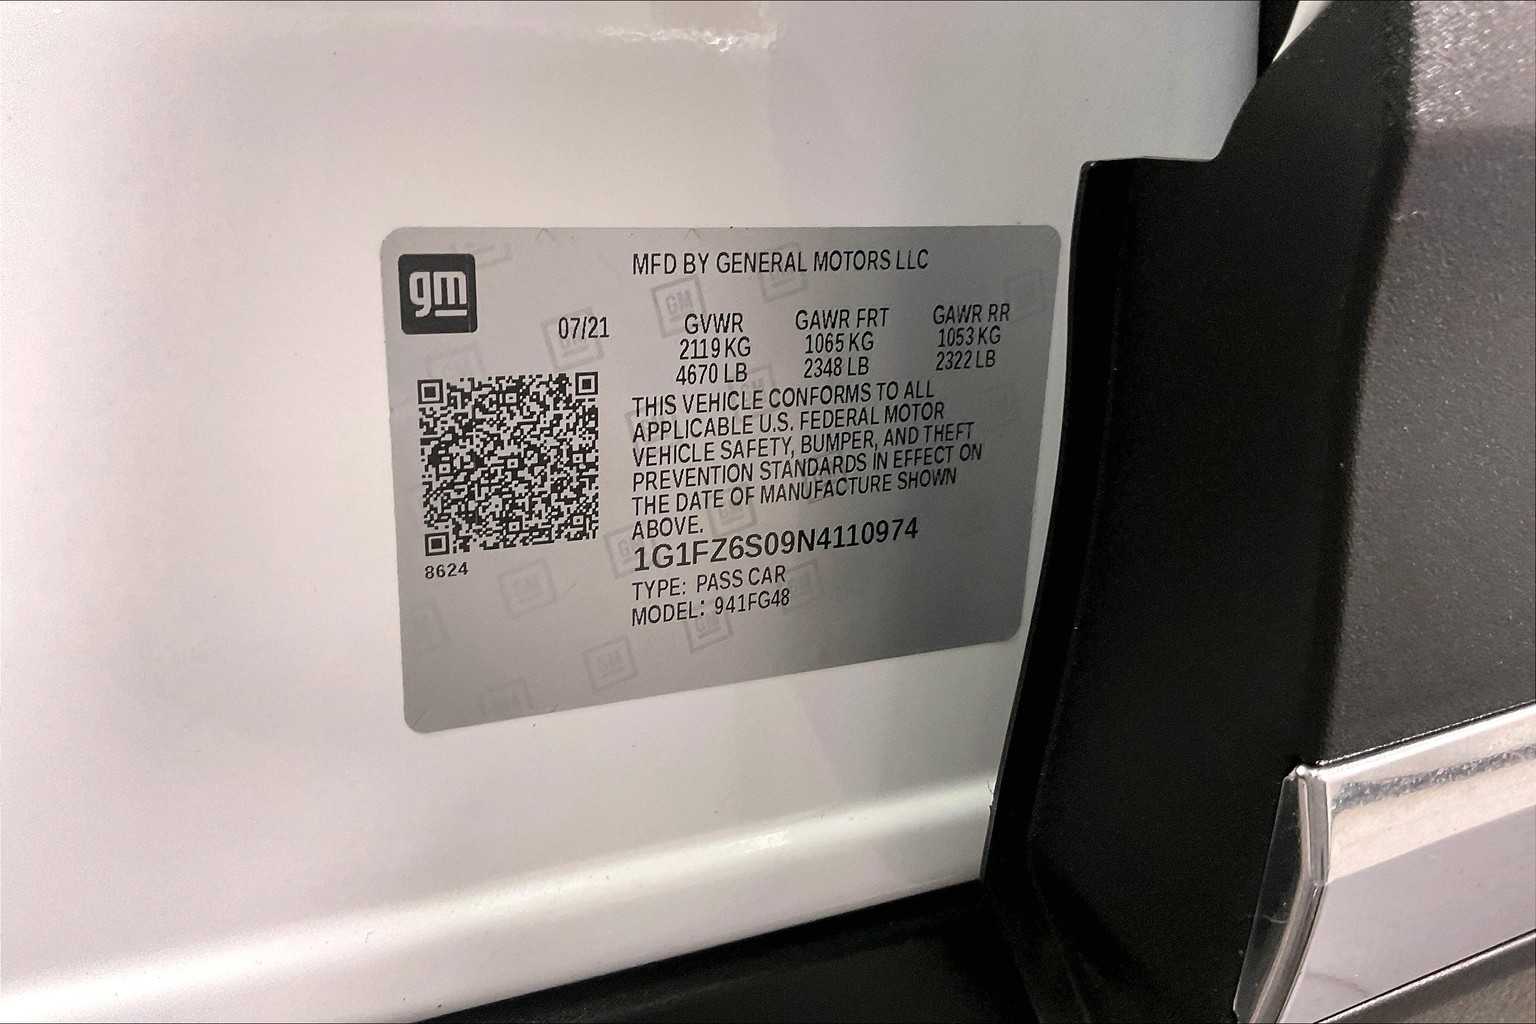 gm
MFD BY GENERAL MOTORS LLC
07/21
GVWR GAWR FRT GAWR RR
2119 KG 1065 KG 1053 KG
4670 LB 2348 LB 2322 LB
THIS VEHICLE CONFORMS TO ALL
APPLICABLE U.S. FEDERAL MOTOR
VEHICLE SAFETY, BUMPER, AND THEFT
PREVENTION STANDARDS IN EFFECT ON
THE DATE OF MANUFACTURE SHOWN
ABOVE.
1G1FZ6S09N4110974
8624
TYPE: PASS CAR
MODEL: 941FG48